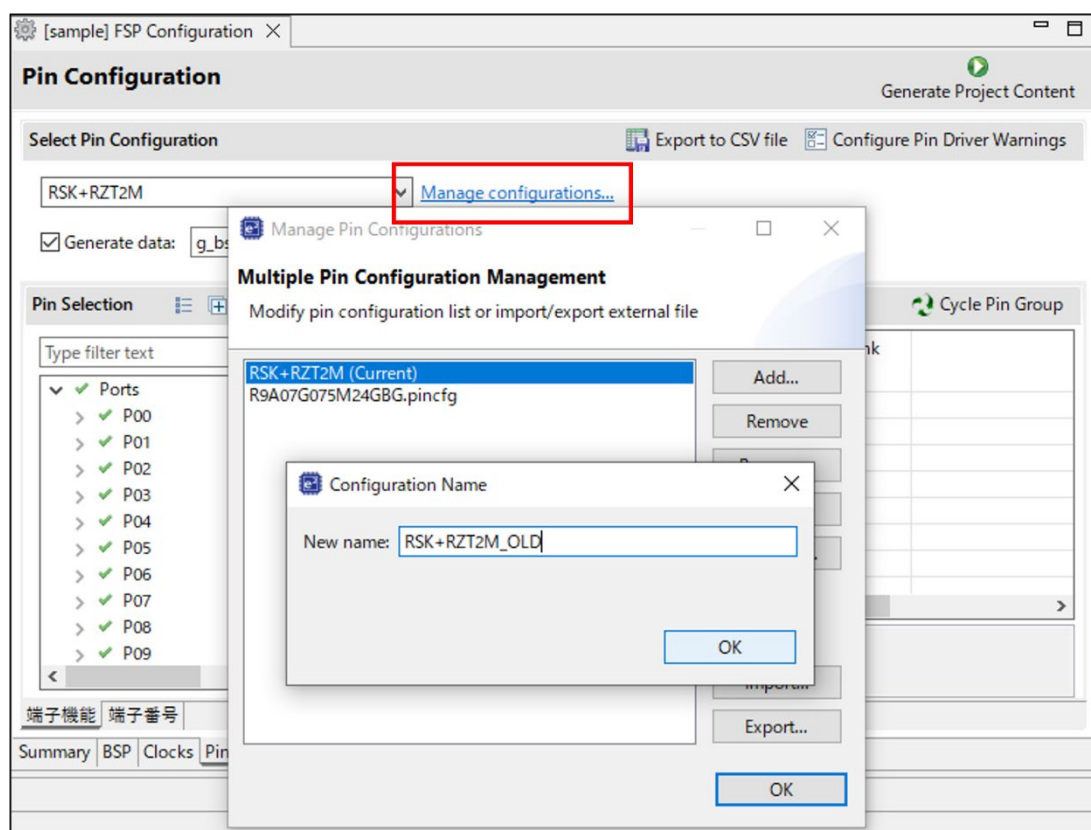 [sample] FSP Configuration
Pin Configuration
Generate Project Content
Select Pin Configuration
Export to CSV file
Configure Pin Driver Warnings
RSK+RZT2M
Manage configurations...
Generate data:
Manage Pin Configurations
Multiple Pin Configuration Management
Modify pin configuration list or import/export external file
Pin Selection
Cycle Pin Group
Type filter text
Ports
P00
P01
P02
P03
P04
P05
P06
P07
P08
P09
RSK+RZT2M (Current)
R9A07G075M24GBG.pincfg
Add...
Remove
Configuration Name
New name:
RSK+RZT2M_OLD
OK
Import...
Export...
OK
端子機能
端子番号
Summary
BSP
Clocks
Pin